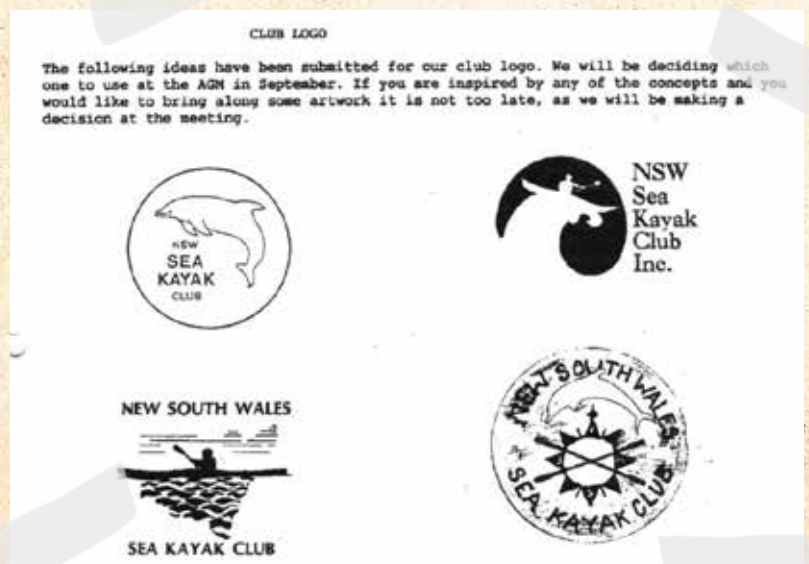 CLUB LOGO
The following ideas have been submitted for our club logo. We will be deciding which
one to use at the AGM in September. If you are inspired by any of the concepts and you
would like to bring along some artwork it is not too late, as we will be making a
decision at the meeting.
NSW
SEA
KAYAK
CLUB
NSW
Sea
Kayak
Club
Inc.
NEW SOUTH WALES
SEA KAYAK CLUB
NEW SOUTH WALES
SEA KAYAK CLUB